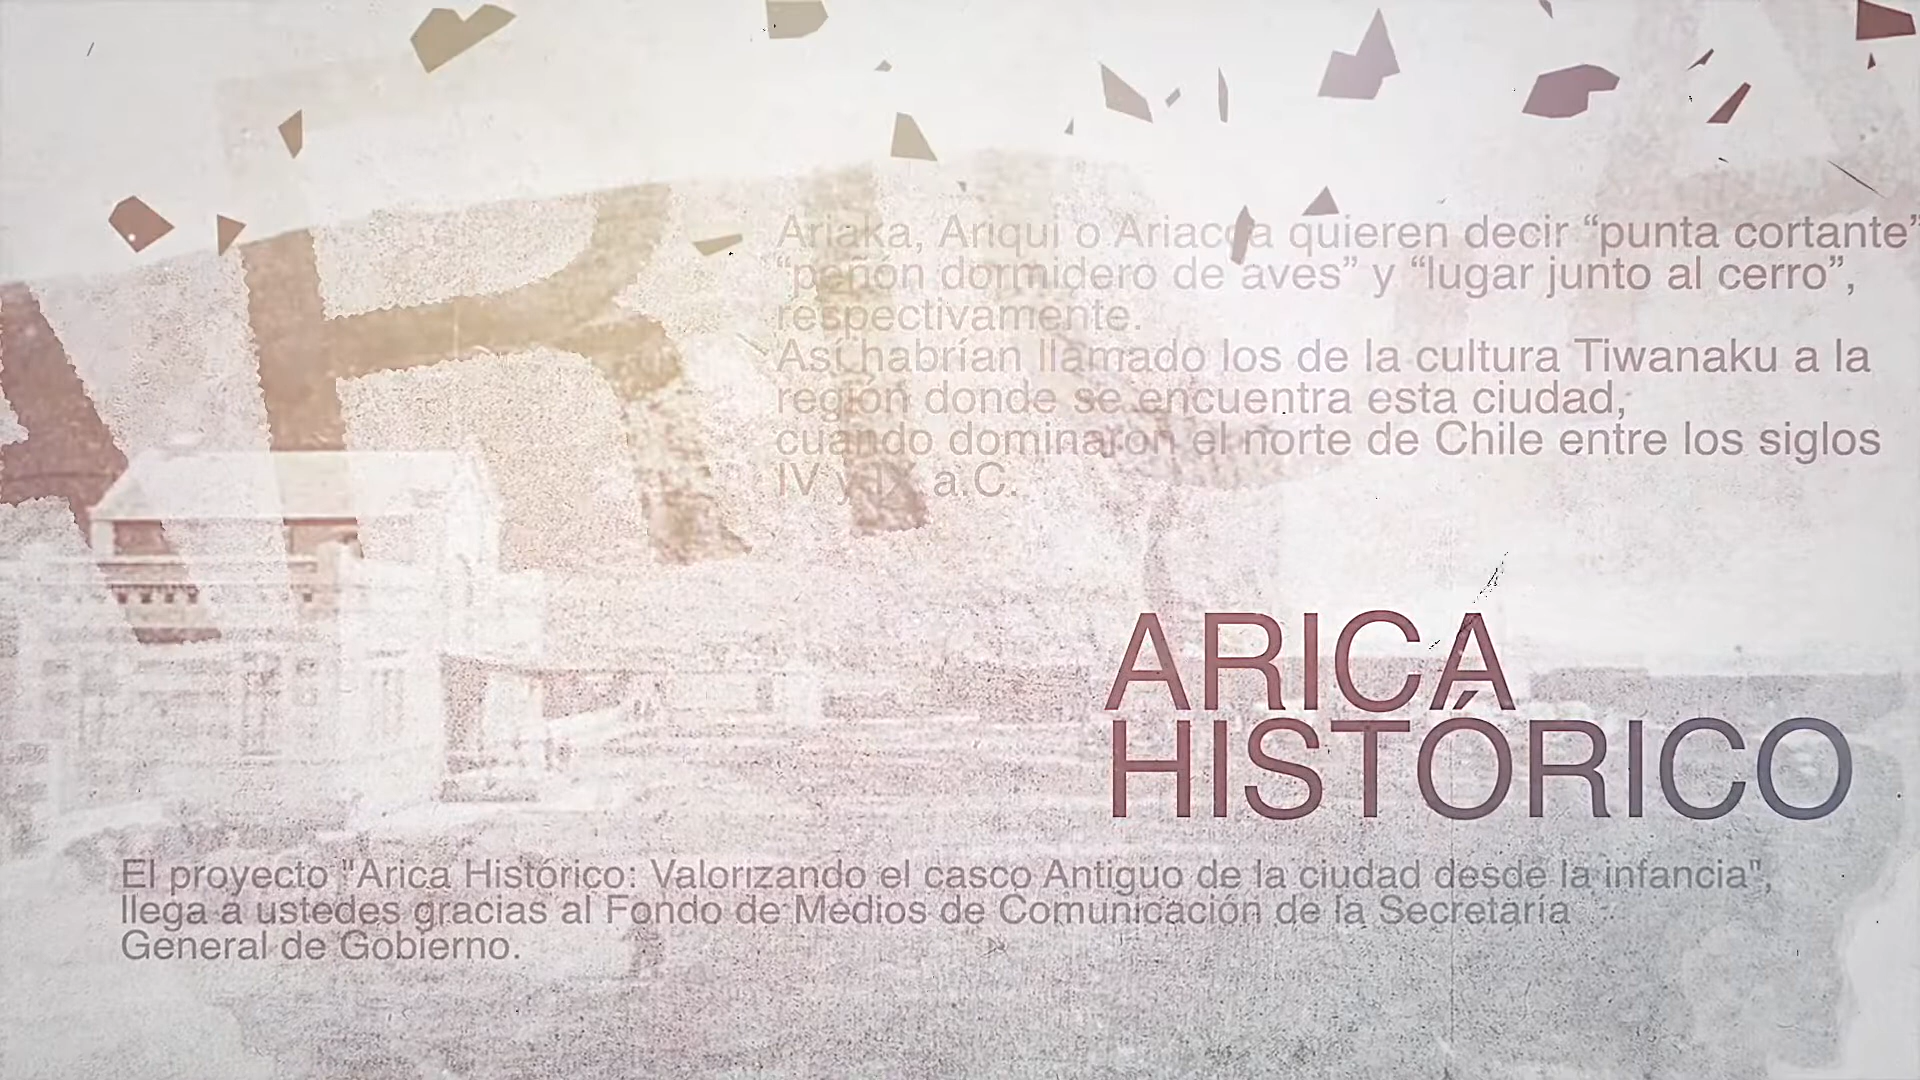 ARI
Ariaka, Ariqui o Ariacca quieren decir “punta cortante”
“peñon dormidero de aves” y “lugar junto al cerro”,
respectivamente.
Así habrían llamado los de la cultura Tiwanaku a la
región donde se encuentra esta ciudad,
cuando dominaron el norte de Chile entre los siglos
IV y IX a.C.
ARICA
HISTÓRICO
El proyecto "Arica Histórico: Valorizando el casco Antiguo de la ciudad desde la infancia",
llega a ustedes gracias al Fondo de Medios de Comunicación de la Secretaría
General de Gobierno.